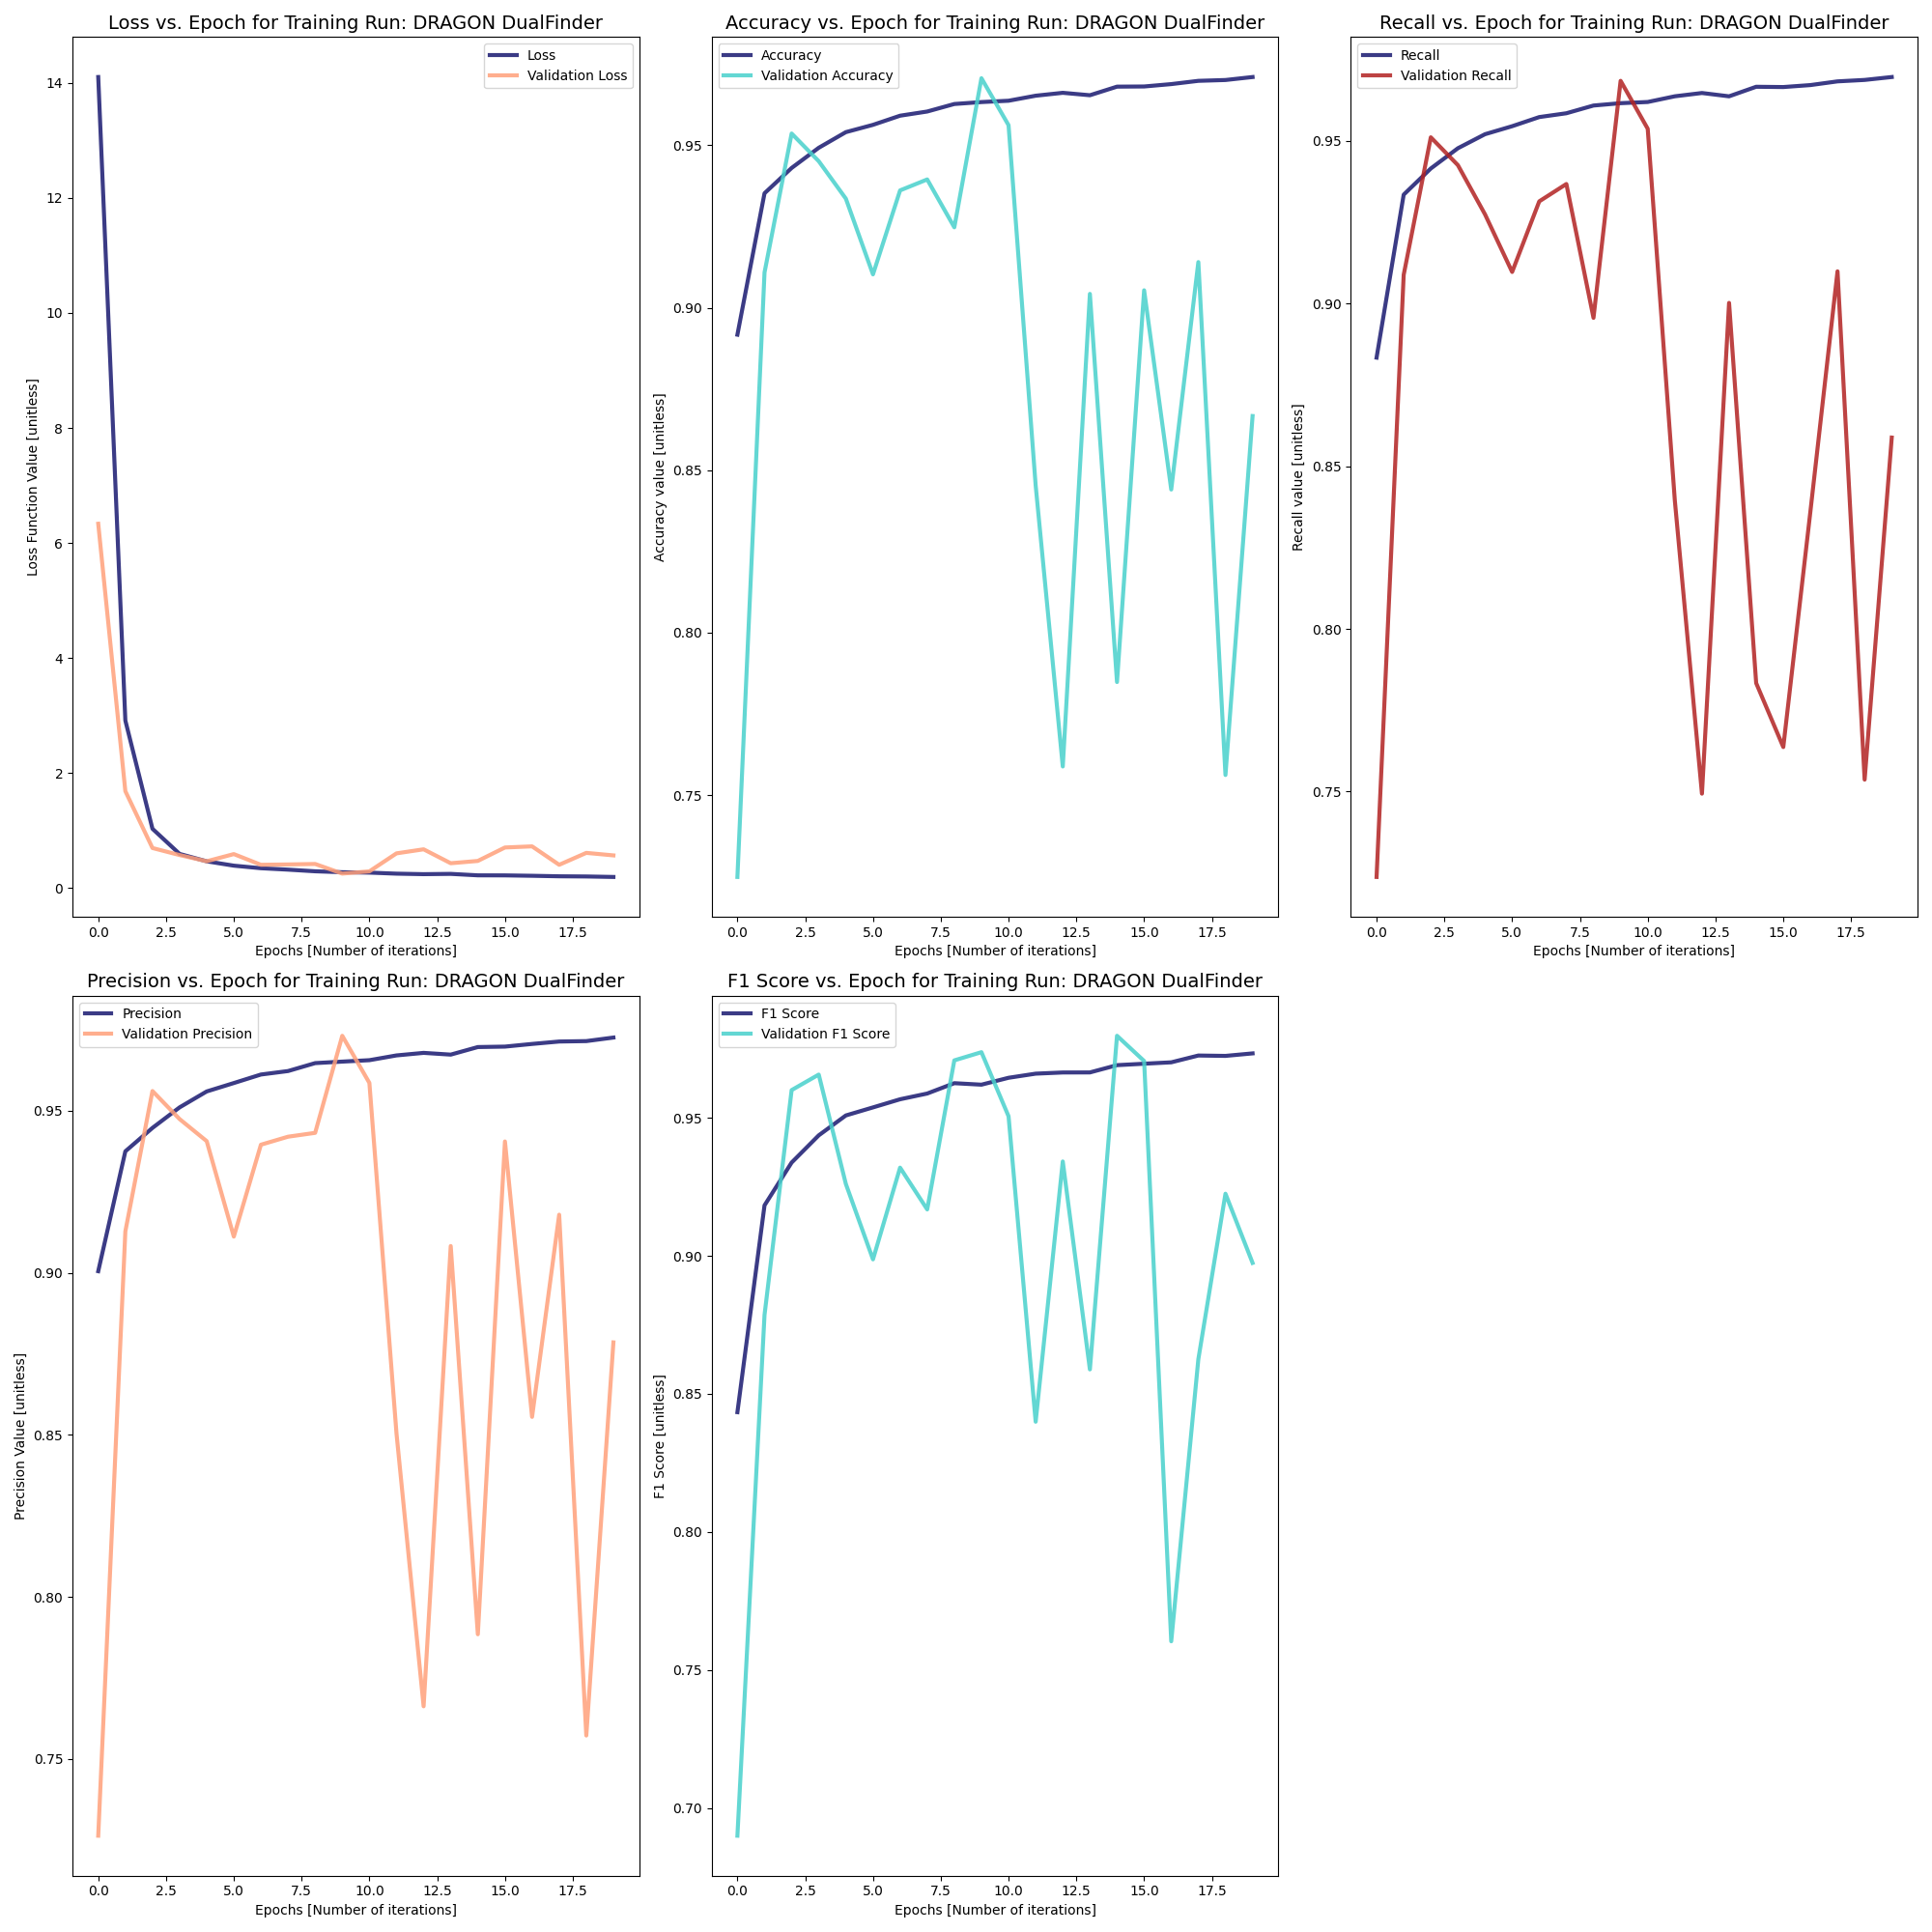 Loss vs. Epoch for Training Run: DRAGON DualFinder
Loss
Validation Loss
14
12
10
8
6
4
2
0
Loss Function Value [unitless]
0.0 2.5 5.0 7.5 10.0 12.5 15.0 17.5
Epochs [Number of iterations]
Accuracy vs. Epoch for Training Run: DRAGON DualFinder
Accuracy
Validation Accuracy
0.95
0.90
0.85
0.80
0.75
Accuracy value [unitless]
0.0 2.5 5.0 7.5 10.0 12.5 15.0 17.5
Epochs [Number of iterations]
Recall vs. Epoch for Training Run: DRAGON DualFinder
Recall
Validation Recall
0.95
0.90
0.85
0.80
0.75
Recall value [unitless]
0.0 2.5 5.0 7.5 10.0 12.5 15.0 17.5
Epochs [Number of iterations]
Precision vs. Epoch for Training Run: DRAGON DualFinder
Precision
Validation Precision
0.95
0.90
0.85
0.80
0.75
Precision Value [unitless]
0.0 2.5 5.0 7.5 10.0 12.5 15.0 17.5
Epochs [Number of iterations]
F1 Score vs. Epoch for Training Run: DRAGON DualFinder
F1 Score
Validation F1 Score
0.95
0.90
0.85
0.80
0.75
0.70
F1 Score [unitless]
0.0 2.5 5.0 7.5 10.0 12.5 15.0 17.5
Epochs [Number of iterations]